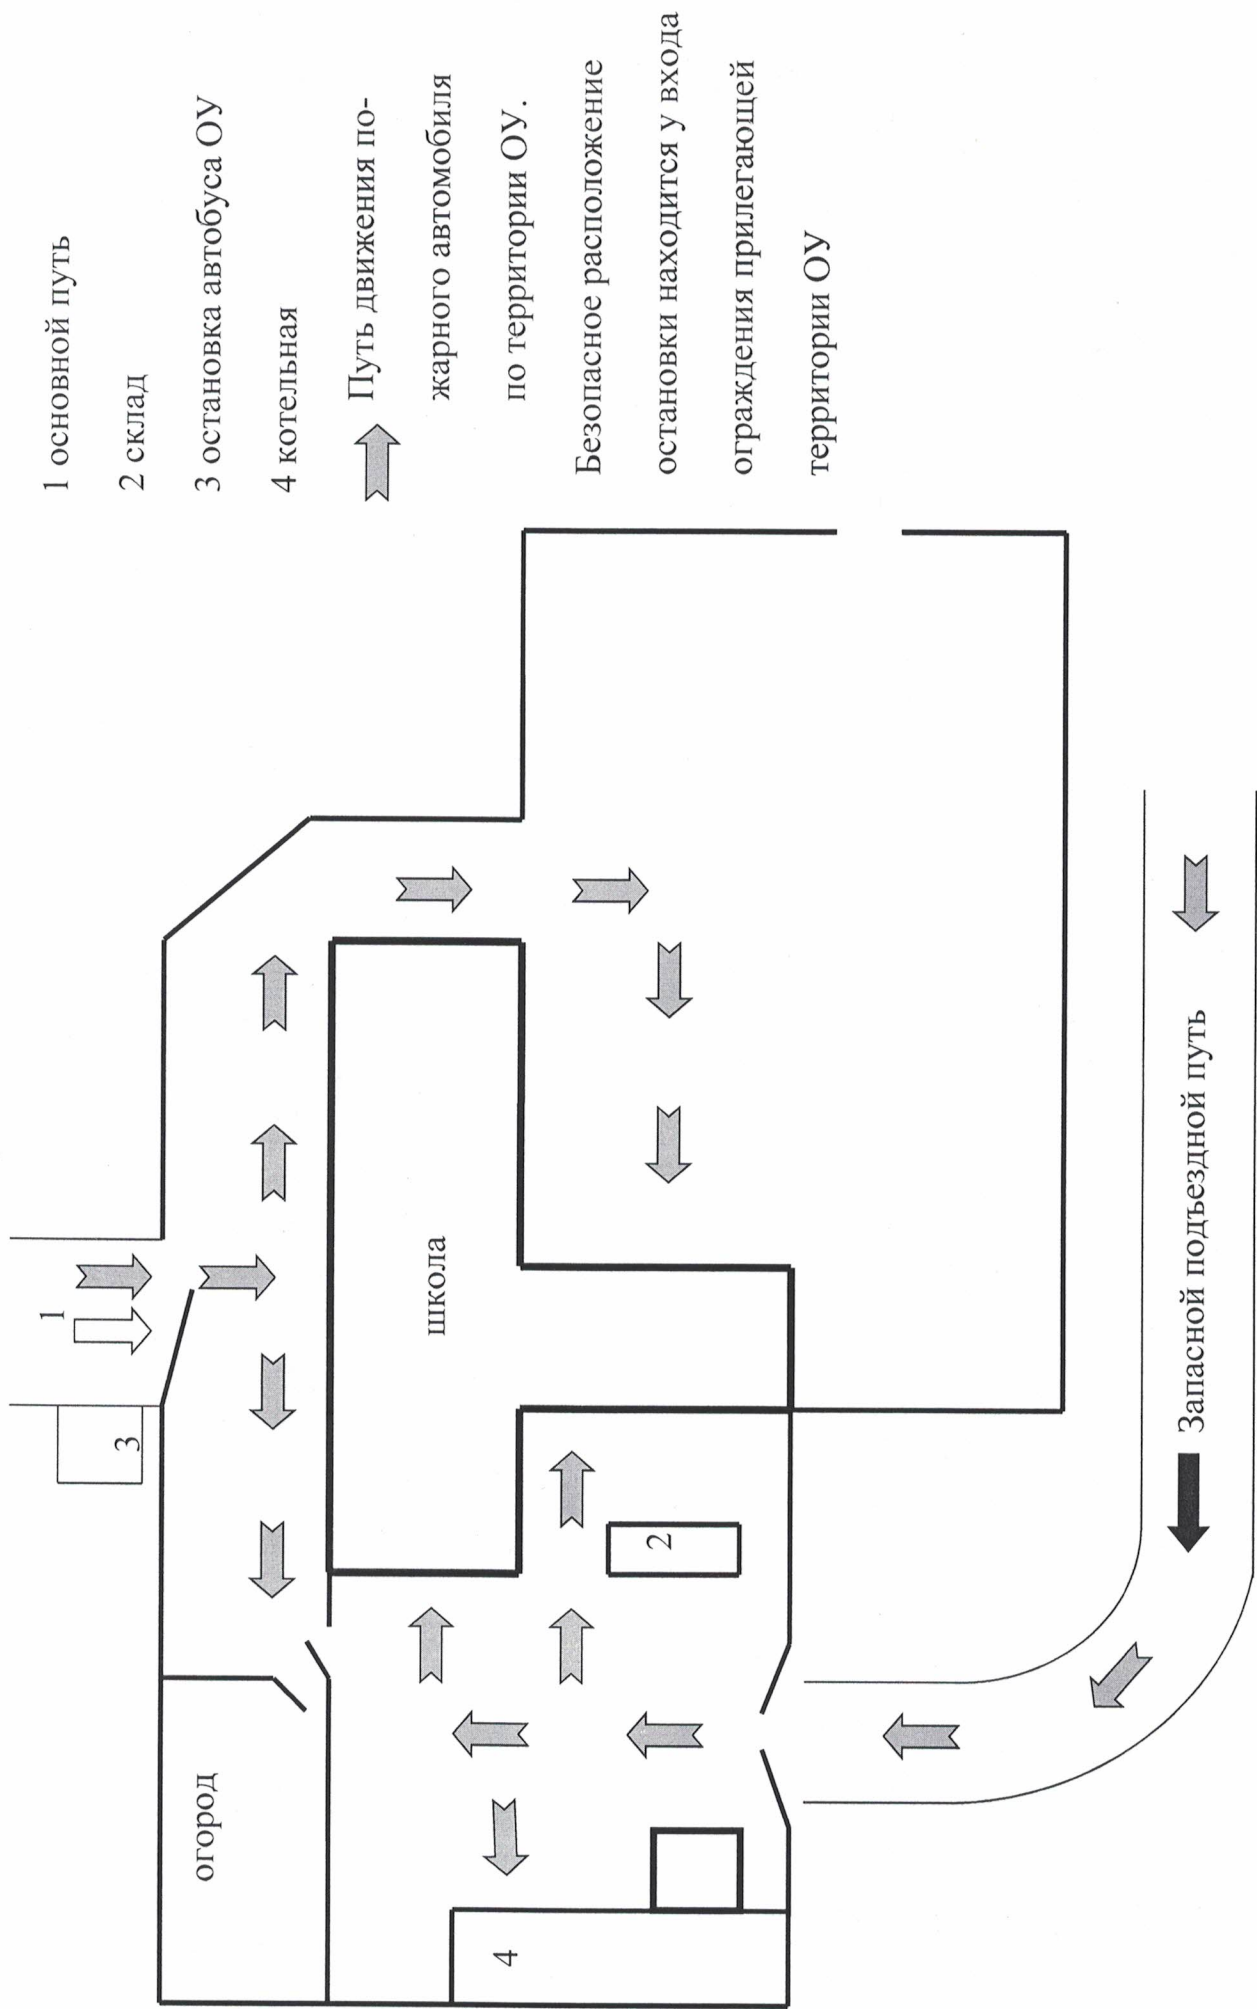 1 основной путь
2 склад
3 остановка автобуса ОУ
4 котельная
Путь движения по-
жарного автомобиля
по территории ОУ.
Безопасное расположение
остановки находится у входа
ограждения прилегающей
территории ОУ
1
3
школа
2
огород
4
Запасной подъездной путь